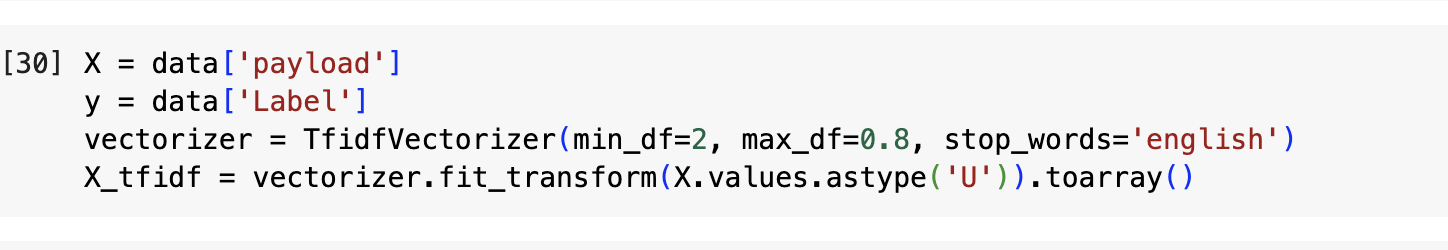 [30] X = data['payload']
y = data['Label']
vectorizer = TfidfVectorizer(min_df=2, max_df=0.8, stop_words='english')
X_tfidf = vectorizer.fit_transform(X.values.astype('U')).toarray()